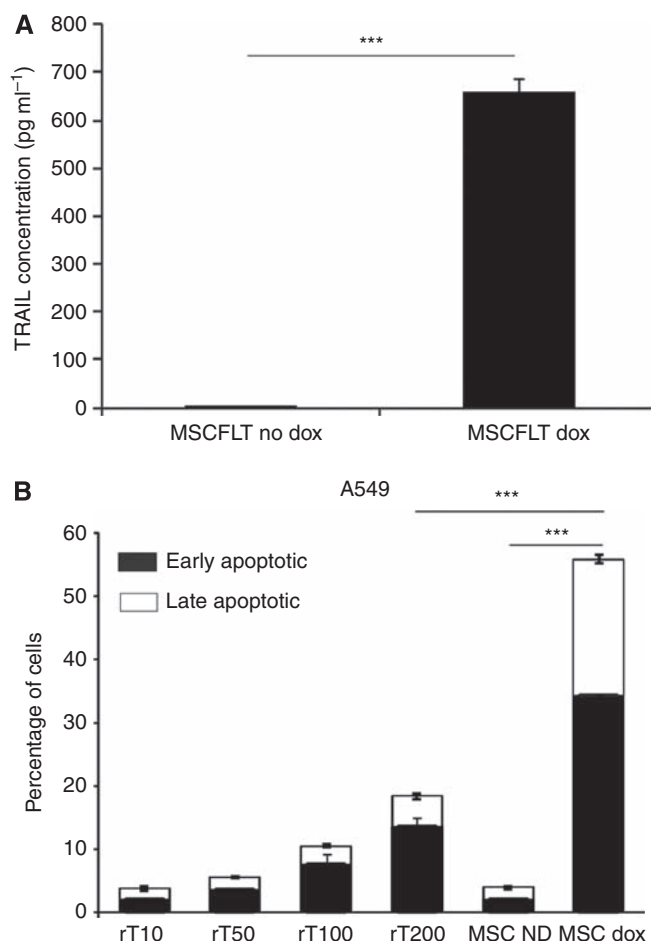 A
800
700
600
500
400
300
200
100
0
TRAIL concentration (pg ml⁻¹)
***
MSCFLT no dox
MSCFLT dox
B
A549
***
***
60
50
40
30
20
10
0
Percentage of cells
Early apoptotic
Late apoptotic
rT10 rT50 rT100 rT200 MSC ND MSC dox